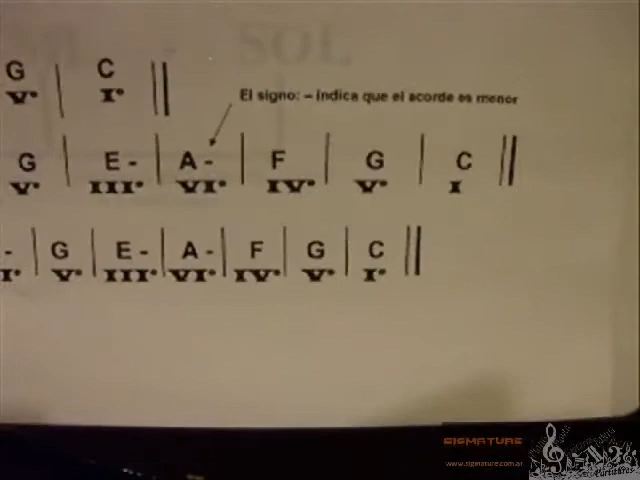 SOL
G | C ||
V° I°
El signo: – indica que el acorde es menor
G | E - | A - | F | G | C ||
V° III° VI° IV° V° I
- | G | E - | A - | F | G | C ||
I° V° III° VI° IV° V° I°
SIGMATURE
www.sigmature.com.ar